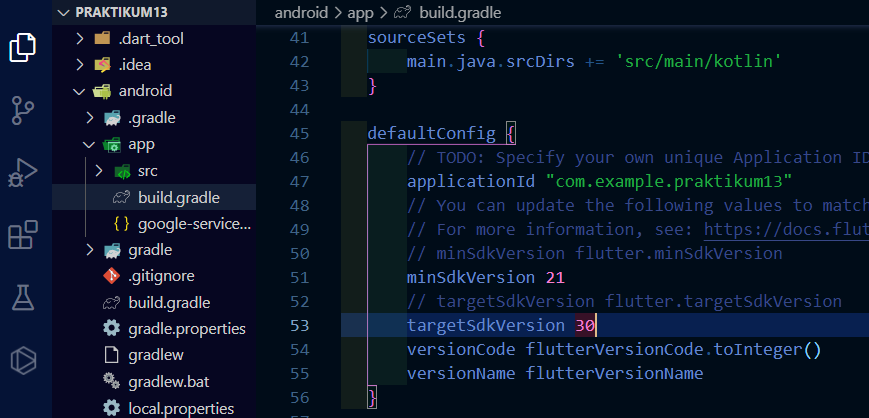 PRAKTIKUM13
.dart_tool
.idea
android
.gradle
app
src
build.gradle
google-service...
gradle
.gitignore
build.gradle
gradle.properties
gradlew
gradlew.bat
local.properties
android > app > build.gradle
41 sourceSets {
42 main.java.srcDirs += 'src/main/kotlin'
43 }
44
45 defaultConfig {
46 // TODO: Specify your own unique Application ID
47 applicationId "com.example.praktikum13"
48 // You can update the following values to match
49 // For more information, see: https://docs.flut
50 // minSdkVersion flutter.minSdkVersion
51 minSdkVersion 21
52 // targetSdkVersion flutter.targetSdkVersion
53 targetSdkVersion 30
54 versionCode flutterVersionCode.toInteger()
55 versionName flutterVersionName
56 }